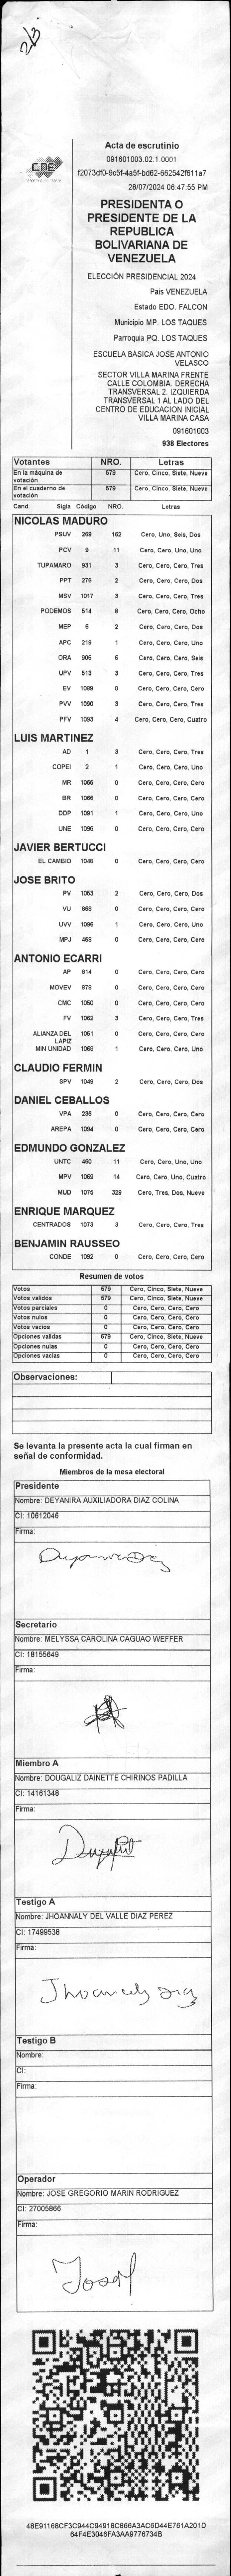 2/3
CNE
Acta de escrutinio
091601003.02.1.0001
f2073df0-9c5f-4a5f-bd62-662542f611a7
28/07/2024 06:47:55 PM
PRESIDENTA O
PRESIDENTE DE LA
REPUBLICA
BOLIVARIANA DE
VENEZUELA
ELECCIÓN PRESIDENCIAL 2024
Pais VENEZUELA
Estado EDO. FALCON
Municipio MP. LOS TAQUES
Parroquia PQ. LOS TAQUES
ESCUELA BASICA JOSE ANTONIO
VELASCO
SECTOR VILLA MARINA FRENTE
CALLE COLOMBIA. DERECHA
TRANSVERSAL 2. IZQUIERDA
TRANSVERSAL 1 AL LADO DEL
CENTRO DE EDUCACION INICIAL
VILLA MARINA CASA
091601003
938 Electores
Votantes NRO. Letras
En la máquina de votación 579 Cero, Cinco, Siete, Nueve
En el cuaderno de votación 579 Cero, Cinco, Siete, Nueve
Cand. Sigla Código NRO. Letras
NICOLAS MADURO
PSUV 269 162 Cero, Uno, Seis, Dos
PCV 9 11 Cero, Cero, Uno, Uno
TUPAMARO 931 3 Cero, Cero, Cero, Tres
PPT 276 2 Cero, Cero, Cero, Dos
MSV 1017 3 Cero, Cero, Cero, Tres
PODEMOS 514 8 Cero, Cero, Cero, Ocho
MEP 6 2 Cero, Cero, Cero, Dos
APC 219 1 Cero, Cero, Cero, Uno
ORA 906 6 Cero, Cero, Cero, Seis
UPV 513 3 Cero, Cero, Cero, Tres
EV 1089 0 Cero, Cero, Cero, Cero
PVV 1090 3 Cero, Cero, Cero, Tres
PFV 1093 4 Cero, Cero, Cero, Cuatro
LUIS MARTINEZ
AD 1 3 Cero, Cero, Cero, Tres
COPEI 2 1 Cero, Cero, Cero, Uno
MR 1065 0 Cero, Cero, Cero, Cero
BR 1066 0 Cero, Cero, Cero, Cero
DDP 1091 1 Cero, Cero, Cero, Uno
UNE 1095 0 Cero, Cero, Cero, Cero
JAVIER BERTUCCI
EL CAMBIO 1048 0 Cero, Cero, Cero, Cero
JOSE BRITO
PV 1053 2 Cero, Cero, Cero, Dos
VU 868 0 Cero, Cero, Cero, Cero
UVV 1096 1 Cero, Cero, Cero, Uno
MPJ 459 0 Cero, Cero, Cero, Cero
ANTONIO ECARRI
AP 814 0 Cero, Cero, Cero, Cero
MOVEV 878 0 Cero, Cero, Cero, Cero
CMC 1050 0 Cero, Cero, Cero, Cero
FV 1062 3 Cero, Cero, Cero, Tres
ALIANZA DEL LAPIZ 1051 0 Cero, Cero, Cero, Cero
MIN UNIDAD 1068 1 Cero, Cero, Cero, Uno
CLAUDIO FERMIN
SPV 1049 2 Cero, Cero, Cero, Dos
DANIEL CEBALLOS
VPA 236 0 Cero, Cero, Cero, Cero
AREPA 1094 0 Cero, Cero, Cero, Cero
EDMUNDO GONZALEZ
UNTC 460 11 Cero, Cero, Uno, Uno
MPV 1069 14 Cero, Cero, Uno, Cuatro
MUD 1075 329 Cero, Tres, Dos, Nueve
ENRIQUE MARQUEZ
CENTRADOS 1073 3 Cero, Cero, Cero, Tres
BENJAMIN RAUSSEO
CONDE 1092 0 Cero, Cero, Cero, Cero
Resumen de votos
Votos 579 Cero, Cinco, Siete, Nueve
Votos validos 579 Cero, Cinco, Siete, Nueve
Votos parciales 0 Cero, Cero, Cero, Cero
Votos nulos 0 Cero, Cero, Cero, Cero
Votos vacios 0 Cero, Cero, Cero, Cero
Opciones validas 579 Cero, Cinco, Siete, Nueve
Opciones nulas 0 Cero, Cero, Cero, Cero
Opciones vacias 0 Cero, Cero, Cero, Cero
Observaciones:
Se levanta la presente acta la cual firman en
señal de conformidad.
Miembros de la mesa electoral
Presidente
Nombre: DEYANIRA AUXILIADORA DIAZ COLINA
CI: 10612046
Firma:
Secretario
Nombre: MELYSSA CAROLINA CAGUAO WEFFER
CI: 18155649
Firma:
Miembro A
Nombre: DOUGALIZ DAINETTE CHIRINOS PADILLA
CI: 14161348
Firma:
Testigo A
Nombre: JHOANNALY DEL VALLE DIAZ PEREZ
CI: 17499538
Firma:
Testigo B
Nombre:
CI:
Firma:
Operador
Nombre: JOSE GREGORIO MARIN RODRIGUEZ
CI: 27005866
Firma:
48E91168CF3C944C94918C866A3AC6D44E761A201D
64F4E3046FA3AA9776734B